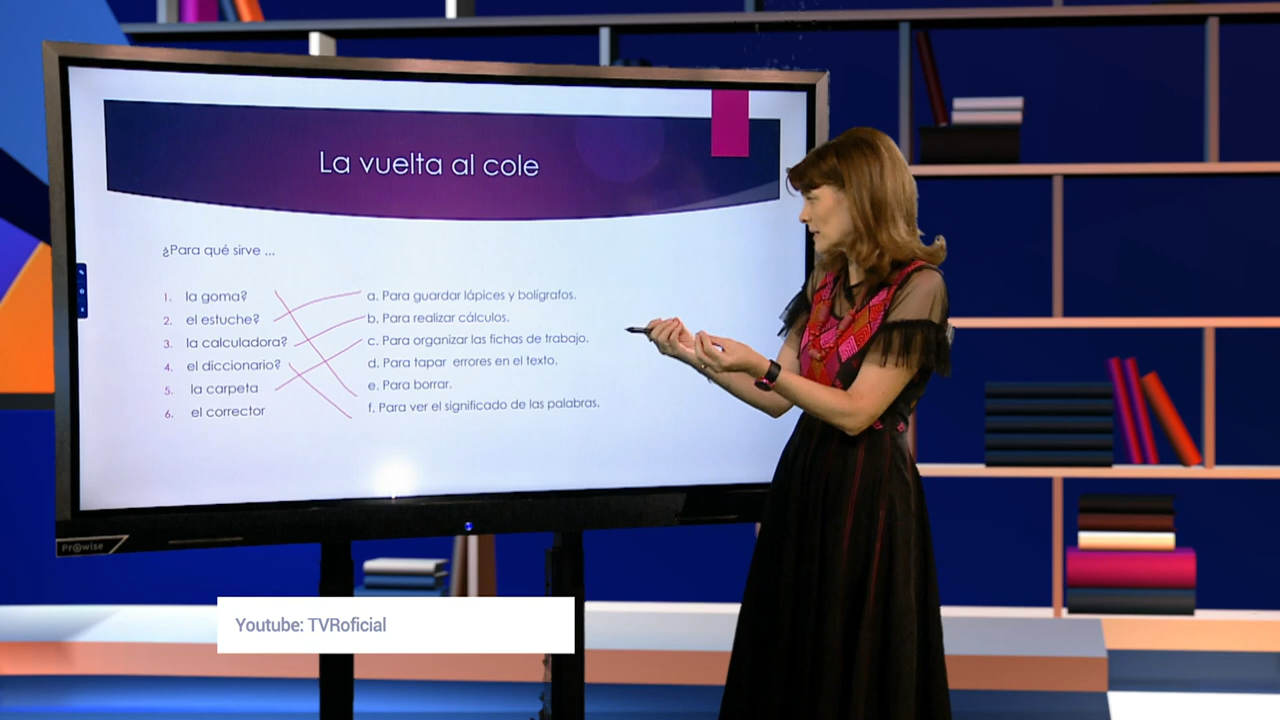 La vuelta al cole
¿Para qué sirve ...
1. la goma?
2. el estuche?
3. la calculadora?
4. el diccionario?
5. la carpeta
6. el corrector
a. Para guardar lápices y bolígrafos.
b. Para realizar cálculos.
c. Para organizar las fichas de trabajo.
d. Para tapar errores en el texto.
e. Para borrar.
f. Para ver el significado de las palabras.
Prowise
Youtube: TVRoficial